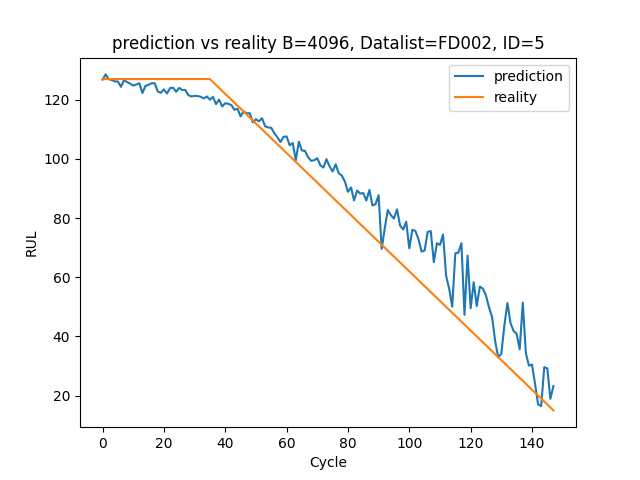 prediction vs reality B=4096, Datalist=FD002, ID=5
prediction
reality
RUL
120
100
80
60
40
20
0 20 40 60 80 100 120 140
Cycle